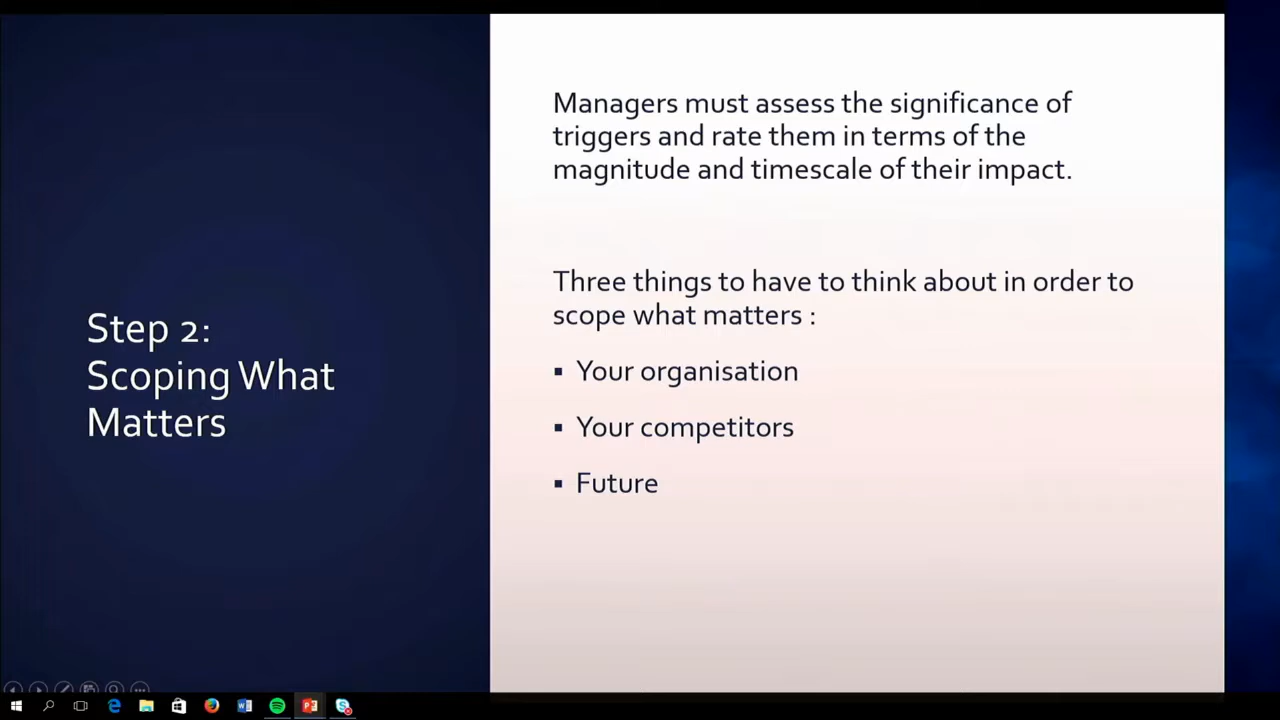 Managers must assess the significance of
triggers and rate them in terms of the
magnitude and timescale of their impact.
Three things to have to think about in order to
scope what matters :
▪ Your organisation
▪ Your competitors
▪ Future
Step 2:
Scoping What
Matters